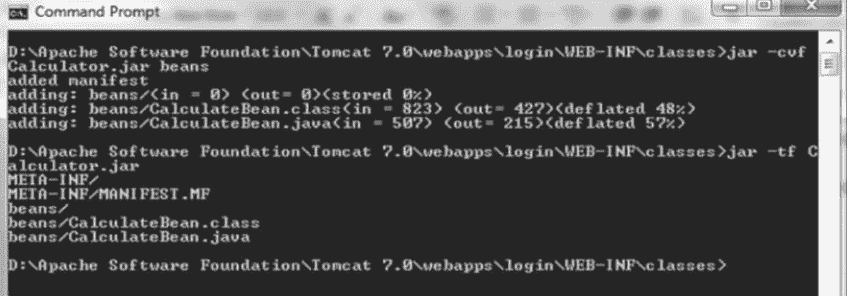 Command Prompt
D:\Apache Software Foundation\Tomcat 7.0\webapps\login\WEB-INF\classes>jar -cvf
Calculator.jar beans
added manifest
adding: beans/(in = 0) (out= 0)(stored 0%)
adding: beans/CalculateBean.class(in = 823) (out= 427)(deflated 48%)
adding: beans/CalculateBean.java(in = 507) (out= 215)(deflated 57%)
D:\Apache Software Foundation\Tomcat 7.0\webapps\login\WEB-INF\classes>jar -tf C
alculator.jar
META-INF/
META-INF/MANIFEST.MF
beans/
beans/CalculateBean.class
beans/CalculateBean.java
D:\Apache Software Foundation\Tomcat 7.0\webapps\login\WEB-INF\classes>